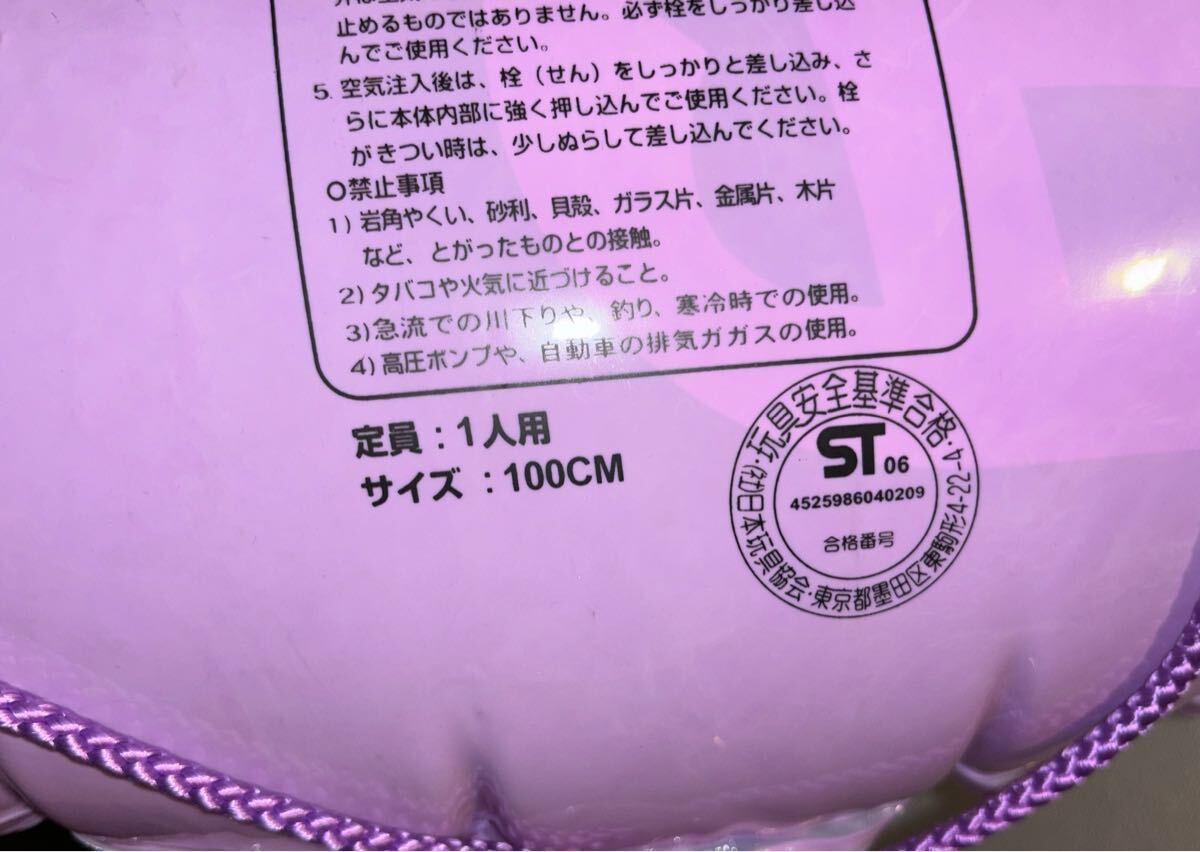 止めるものではありません。必ず栓をしっかり差し込
んでご使用ください。
5. 空気注入後は、栓（せん）をしっかりと差し込み、さ
らに本体内部に強く押し込んでご使用ください。栓
がきつい時は、少しぬらして差し込んでください。
○禁止事項
1) 岩角やくい、砂利、貝殻、ガラス片、金属片、木片
など、とがったものとの接触。
2) タバコや火気に近づけること。
3) 急流での川下りや、釣り、寒冷時での使用。
4) 高圧ポンプや、自動車の排気ガガスの使用。
定員：1人用
サイズ：100CM
玩具安全基準合格
ST 06
4525986040209
合格番号
(社)日本玩具協会・東京都墨田区東駒形4-22-4